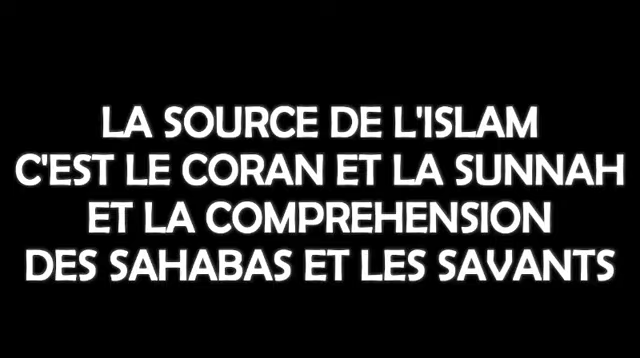 LA SOURCE DE L'ISLAM
C'EST LE CORAN ET LA SUNNAH
ET LA COMPREHENSION
DES SAHABAS ET LES SAVANTS